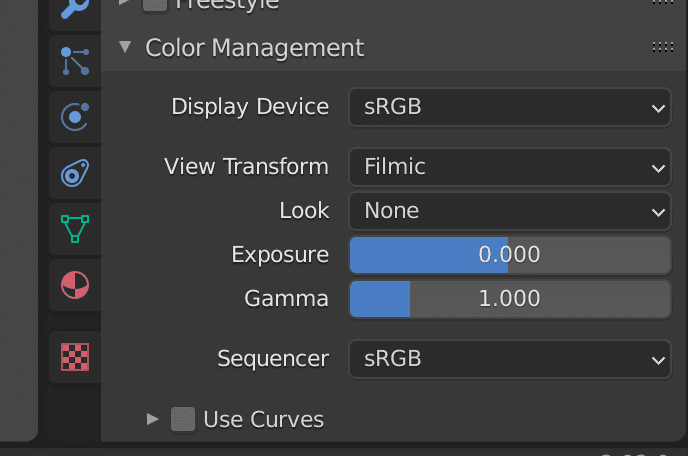 Freestyle
Color Management
Display Device sRGB
View Transform Filmic
Look None
Exposure 0.000
Gamma 1.000
Sequencer sRGB
Use Curves